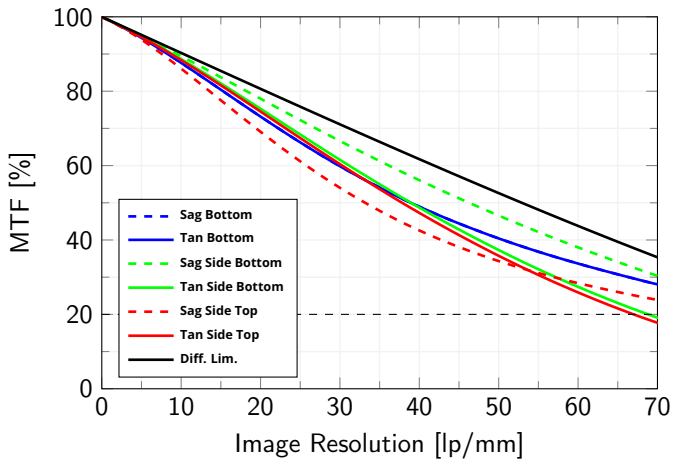 100
80
60
40
20
0
MTF [%]
Sag Bottom
Tan Bottom
Sag Side Bottom
Tan Side Bottom
Sag Side Top
Tan Side Top
Diff. Lim.
0 10 20 30 40 50 60 70
Image Resolution [lp/mm]